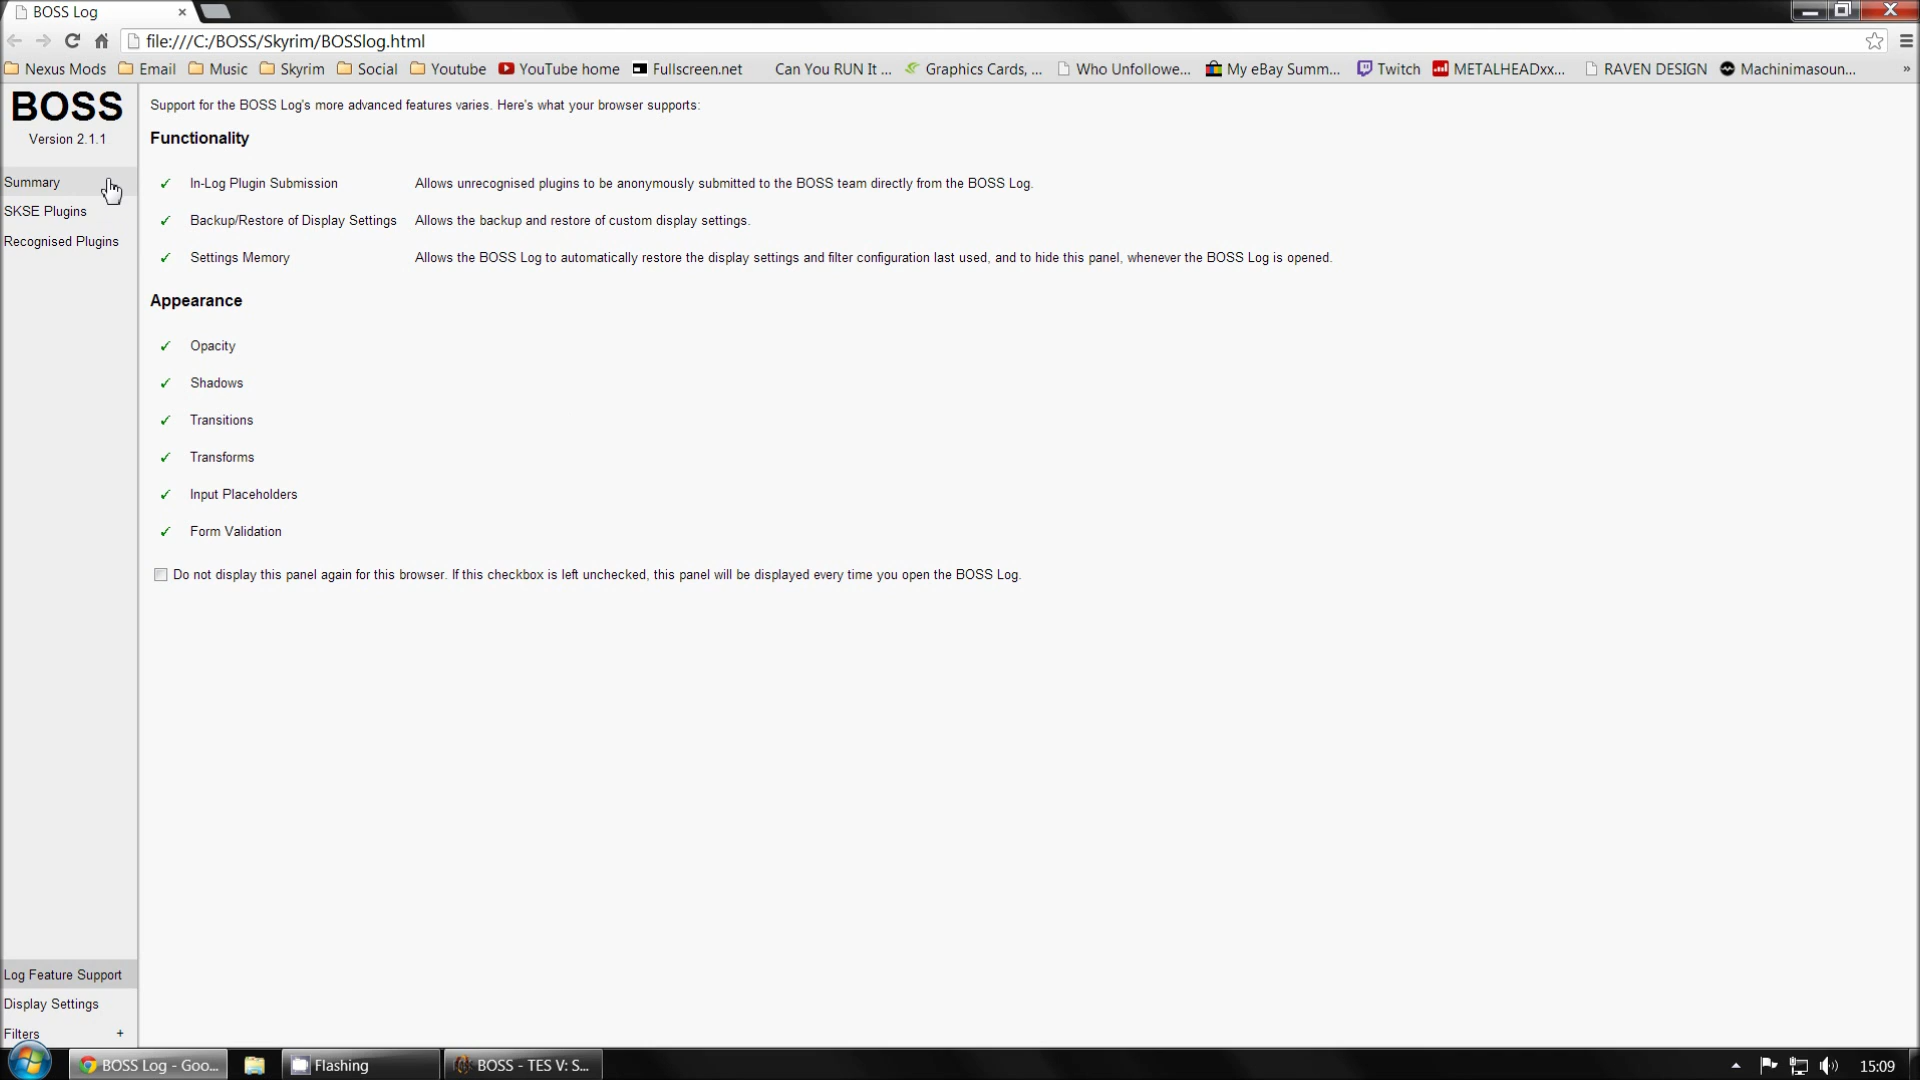 BOSS Log
file:///C:/BOSS/Skyrim/BOSSlog.html
Nexus Mods Email Music Skyrim Social Youtube YouTube home Fullscreen.net Can You RUN It ... Graphics Cards, ... Who Unfollowe... My eBay Summ... Twitch METALHEADxx... RAVEN DESIGN Machinimasoun... »
BOSS
Version 2.1.1
Summary
SKSE Plugins
Recognised Plugins
Support for the BOSS Log's more advanced features varies. Here's what your browser supports:
Functionality
✓ In-Log Plugin Submission Allows unrecognised plugins to be anonymously submitted to the BOSS team directly from the BOSS Log.
✓ Backup/Restore of Display Settings Allows the backup and restore of custom display settings.
✓ Settings Memory Allows the BOSS Log to automatically restore the display settings and filter configuration last used, and to hide this panel, whenever the BOSS Log is opened.
Appearance
✓ Opacity
✓ Shadows
✓ Transitions
✓ Transforms
✓ Input Placeholders
✓ Form Validation
Do not display this panel again for this browser. If this checkbox is left unchecked, this panel will be displayed every time you open the BOSS Log.
Log Feature Support
Display Settings
Filters +
BOSS Log - Goo... Flashing BOSS - TES V: S... 15:09